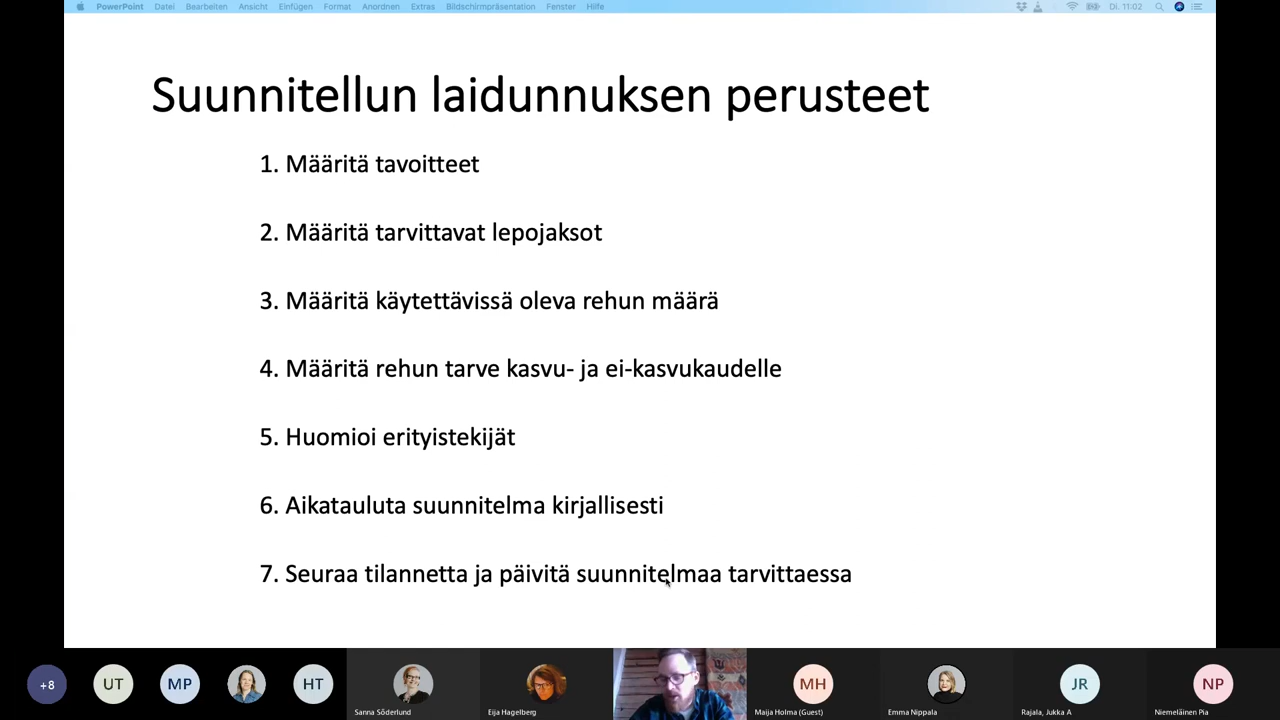 PowerPoint Datei Bearbeiten Ansicht Einfügen Format Anordnen Extras Bildschirmpräsentation Fenster Hilfe Di. 11:02
Suunnitellun laidunnuksen perusteet
1. Määritä tavoitteet
2. Määritä tarvittavat lepojaksot
3. Määritä käytettävissä oleva rehun määrä
4. Määritä rehun tarve kasvu- ja ei-kasvukaudelle
5. Huomioi erityistekijät
6. Aikatauluta suunnitelma kirjallisesti
7. Seuraa tilannetta ja päivitä suunnitelmaa tarvittaessa
+8 UT MP HT MH JR NP
Sanna Söderlund Eija Hagelberg Maija Holma (Guest) Emma Nippala Rajala, Jukka A Niemeläinen Pia